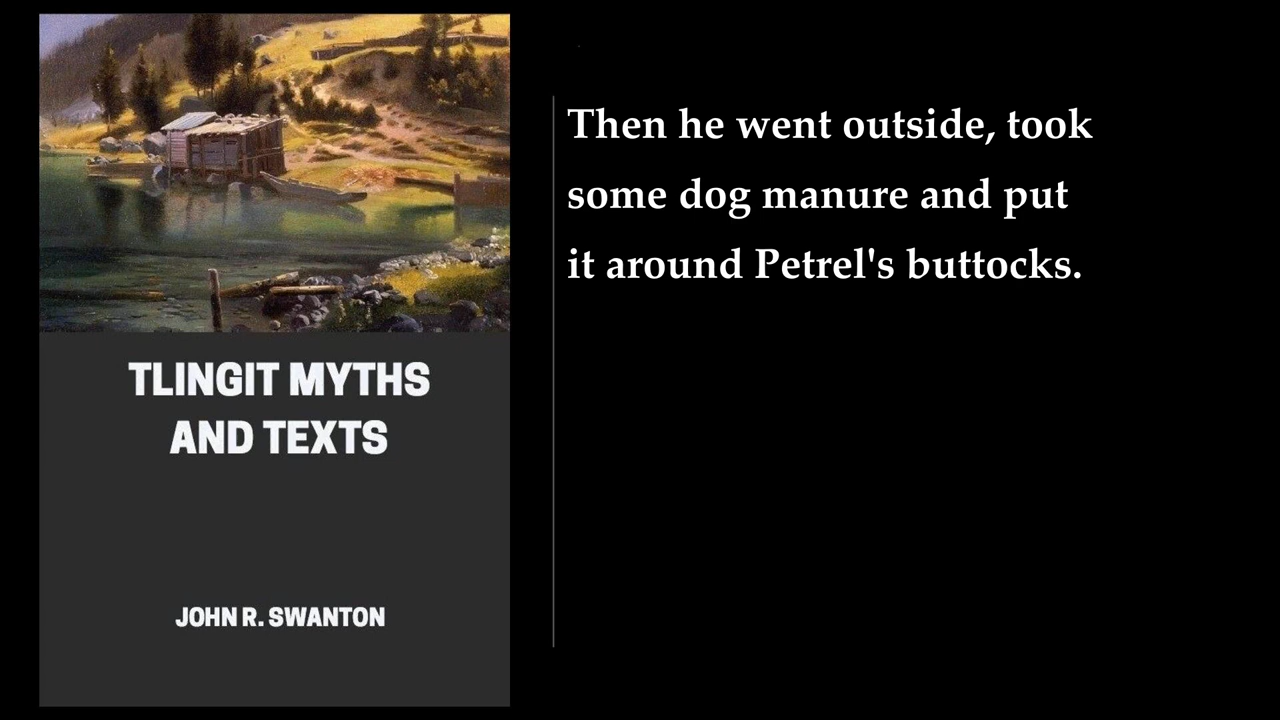 TLINGIT MYTHS
AND TEXTS
JOHN R. SWANTON
Then he went outside, took
some dog manure and put
it around Petrel's buttocks.